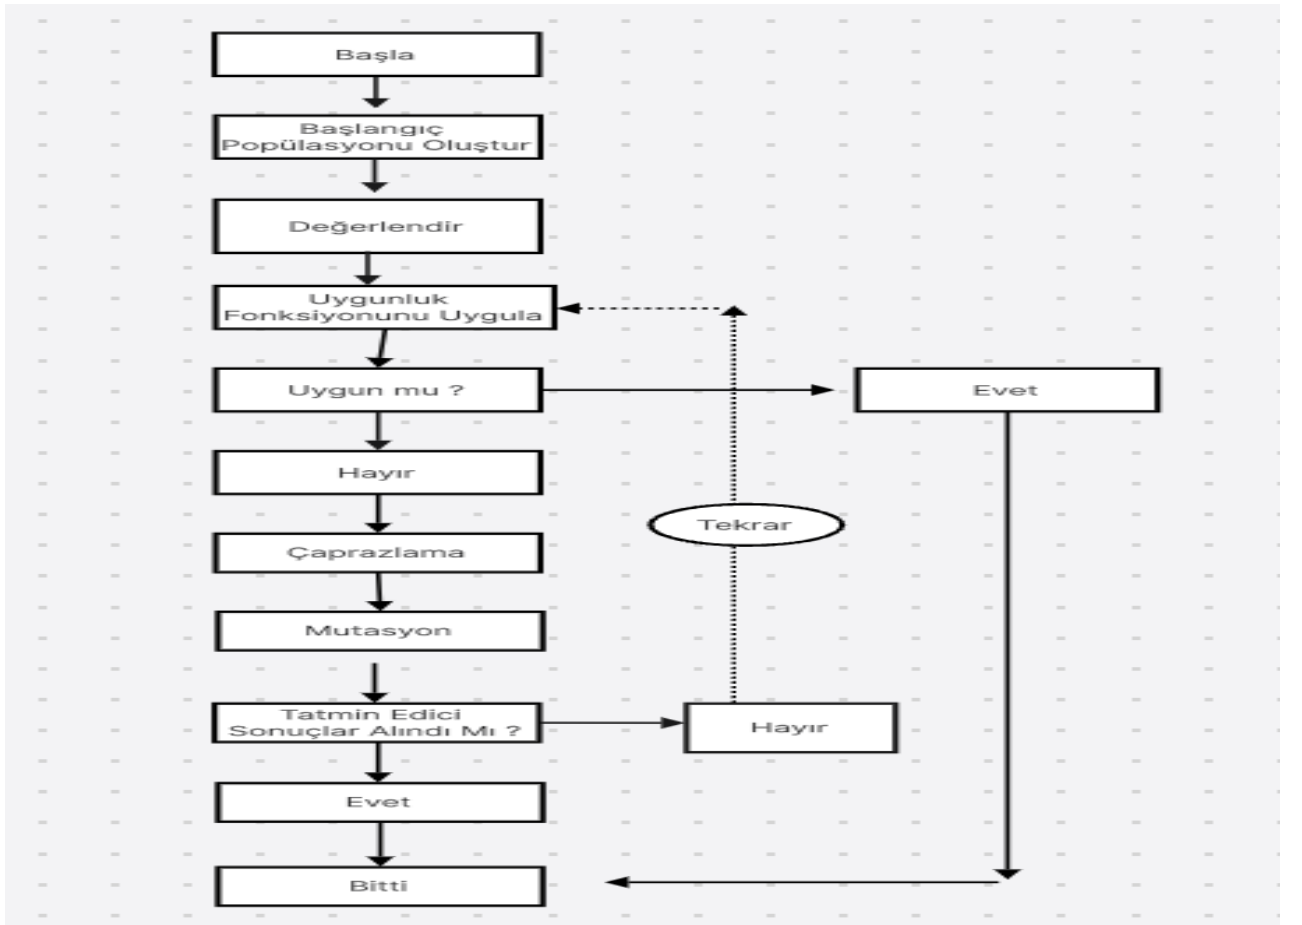 Başla
Başlangıç
Popülasyonu Oluştur
Değerlendir
Uygunluk
Fonksiyonunu Uygula
Uygun mu ?
Evet
Hayır
Çaprazlama
Tekrar
Mutasyon
Tatmin Edici
Sonuçlar Alındı Mı ?
Hayır
Evet
Bitti